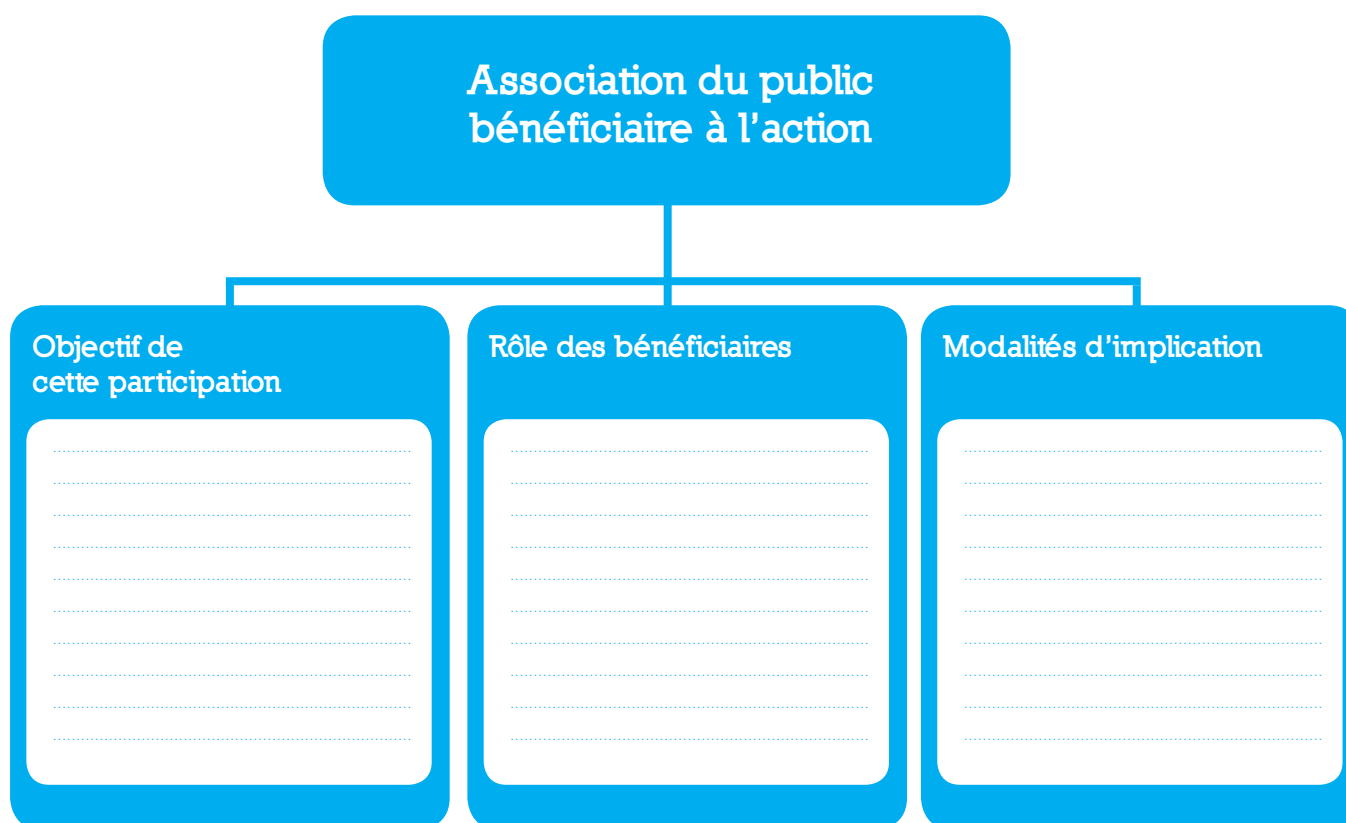 Association du public
bénéficiaire à l’action
Objectif de
cette participation
Rôle des bénéficiaires
Modalités d’implication